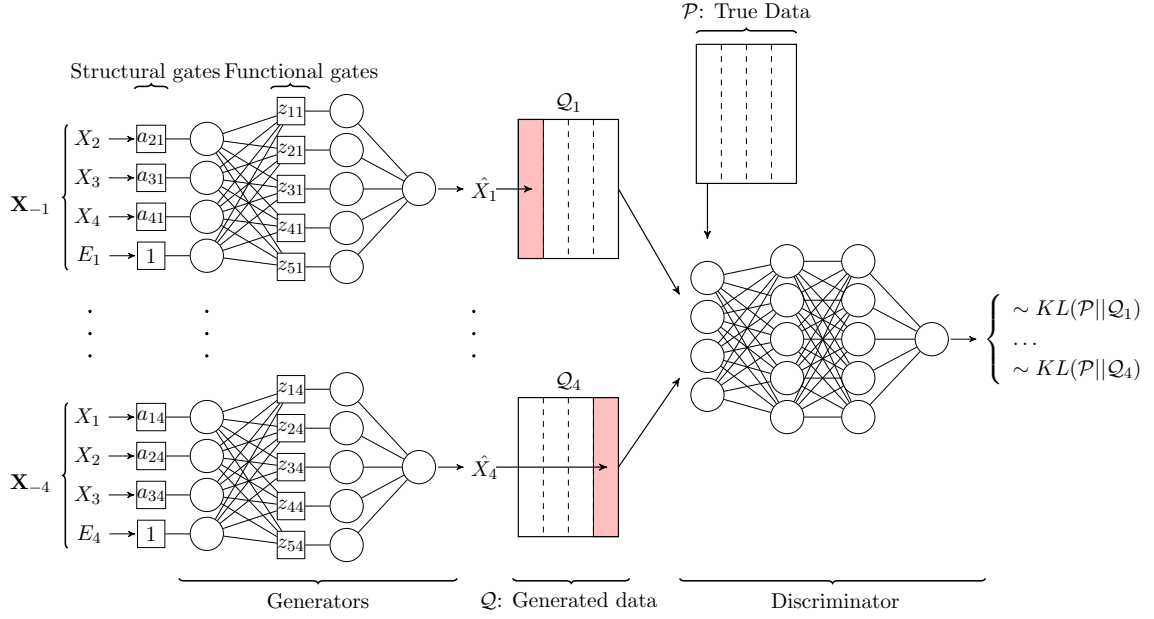 𝒫: True Data
Structural gates Functional gates
𝐗₋₁
X₂ a₂₁
X₃ a₃₁
X₄ a₄₁
E₁ 1
z₁₁
z₂₁
z₃₁
z₄₁
z₅₁
X̂₁
𝒬₁
𝐗₋₄
X₁ a₁₄
X₂ a₂₄
X₃ a₃₄
E₄ 1
z₁₄
z₂₄
z₃₄
z₄₄
z₅₄
X̂₄
𝒬₄
∼ KL(𝒫||𝒬₁)
...
∼ KL(𝒫||𝒬₄)
Generators
𝒬: Generated data
Discriminator